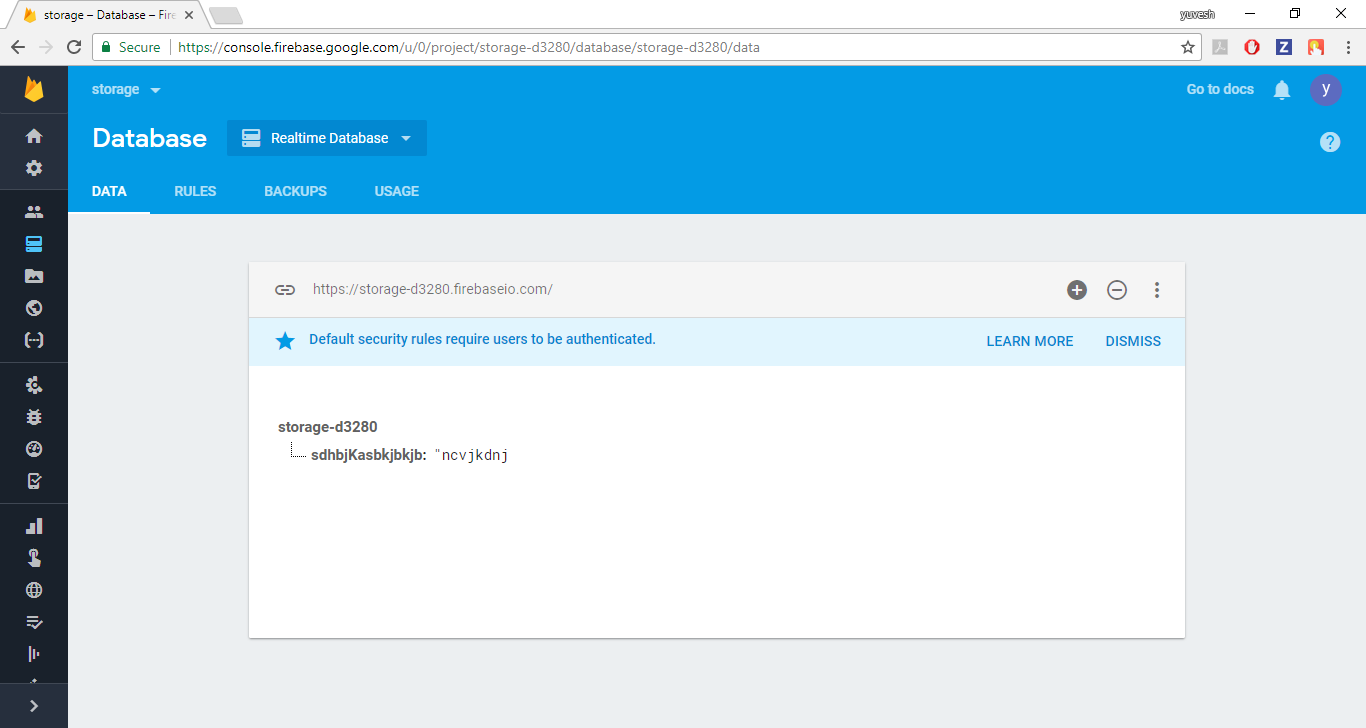 storage – Database – Fire
yuvesh
Secure
https://console.firebase.google.com/u/0/project/storage-d3280/database/storage-d3280/data
storage
Go to docs
y
Database
Realtime Database
?
DATA
RULES
BACKUPS
USAGE
https://storage-d3280.firebaseio.com/
Default security rules require users to be authenticated.
LEARN MORE
DISMISS
storage-d3280
sdhbjKasbkjbkjb: "ncvjkdnj